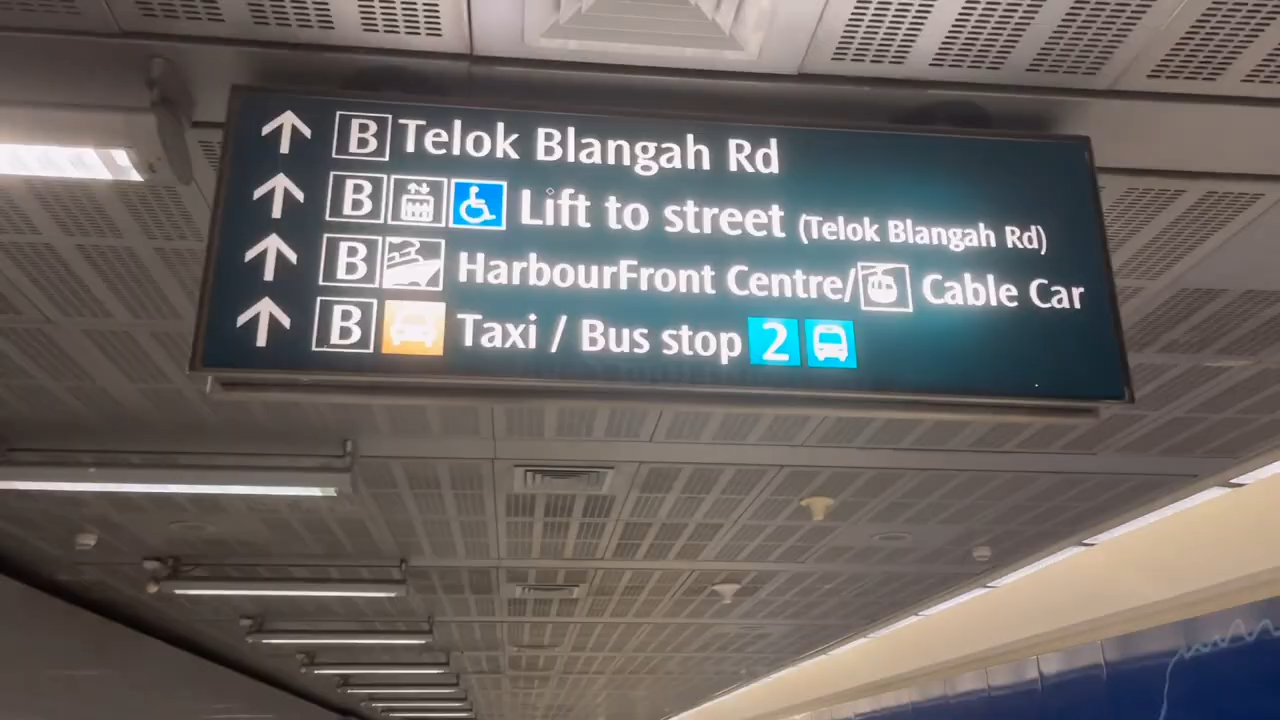 B Telok Blangah Rd
B Lift to street (Telok Blangah Rd)
B HarbourFront Centre/ Cable Car
B Taxi / Bus stop 2